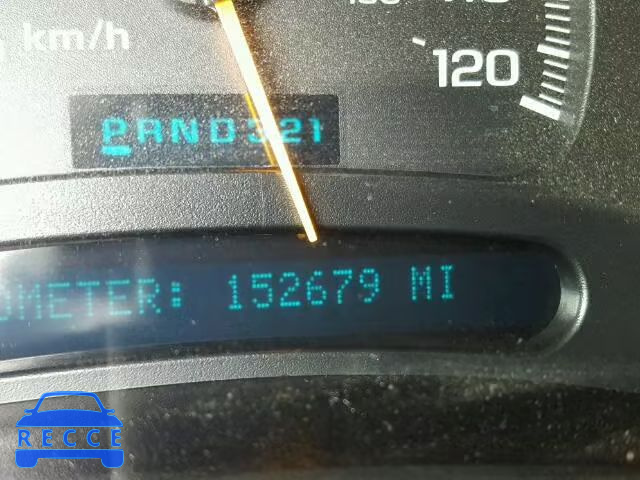 km/h
120
PRND321
OMETER: 152679 MI
RECCE